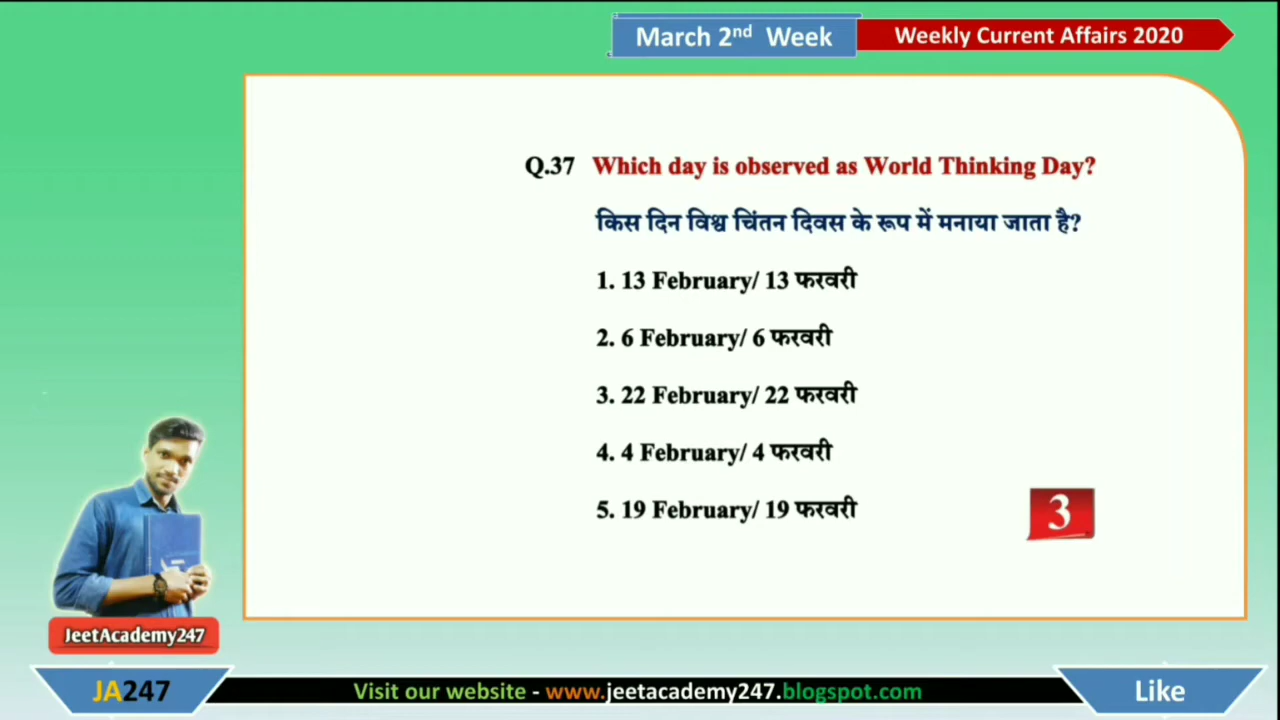 March 2nd Week
Weekly Current Affairs 2020
Q.37 Which day is observed as World Thinking Day?
किस दिन विश्व चिंतन दिवस के रूप में मनाया जाता है?
1. 13 February/ 13 फरवरी
2. 6 February/ 6 फरवरी
3. 22 February/ 22 फरवरी
4. 4 February/ 4 फरवरी
5. 19 February/ 19 फरवरी
3
JeetAcademy247
JA247
Visit our website - www.jeetacademy247.blogspot.com
Like